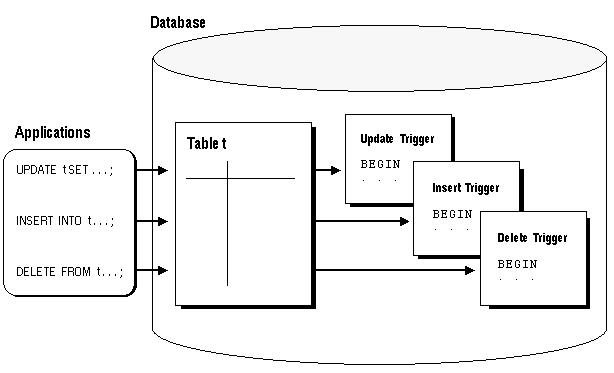 Database
Applications
UPDATE tSET...;
INSERT INTO t...;
DELETE FROM t...;
Table t
Update Trigger
BEGIN
. . .
Insert Trigger
BEGIN
. . . .
Delete Trigger
BEGIN
. . .